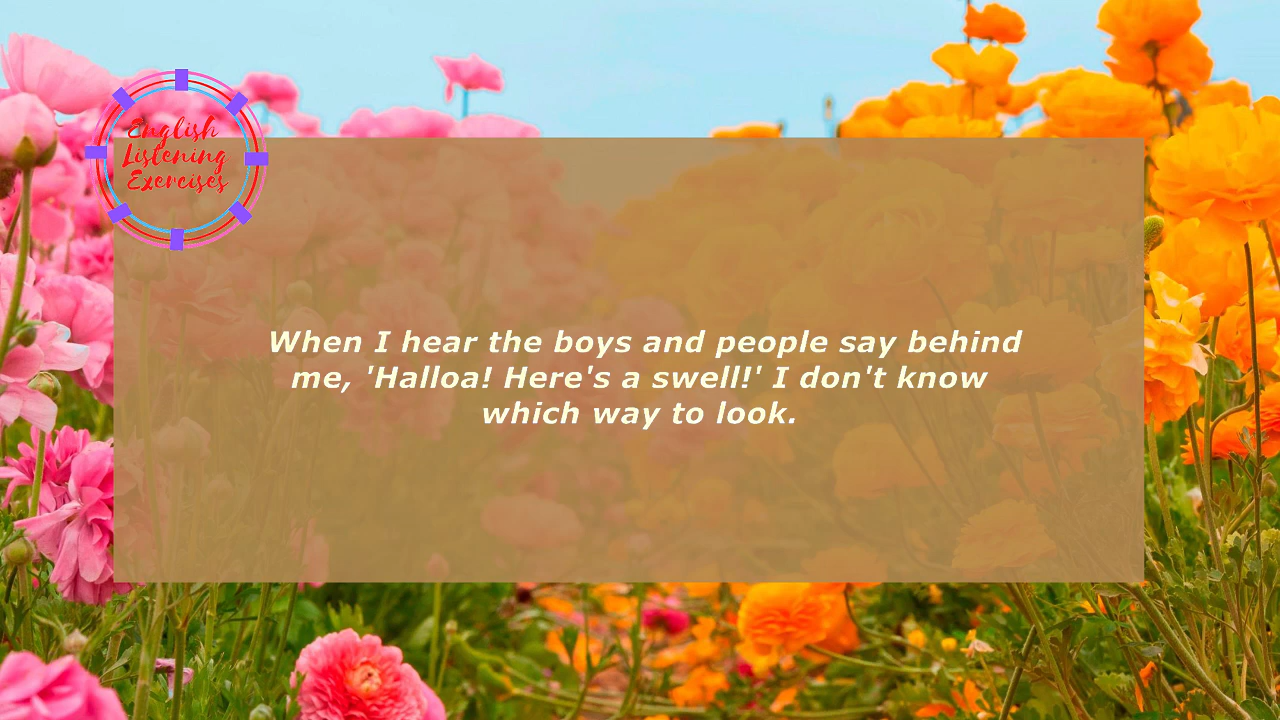 English
Listening
Exercises
When I hear the boys and people say behind
me, 'Halloa! Here's a swell!' I don't know
which way to look.